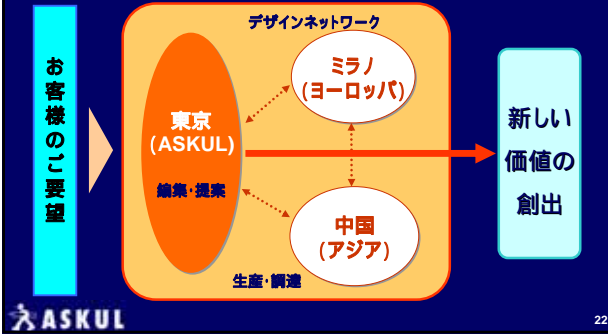 お客様のご要望
デザインネットワーク
ミラノ
(ヨーロッパ)
東京
(ASKUL)
編集・提案
中国
(アジア)
生産・調達
新しい
価値の
創出
ASKUL
22